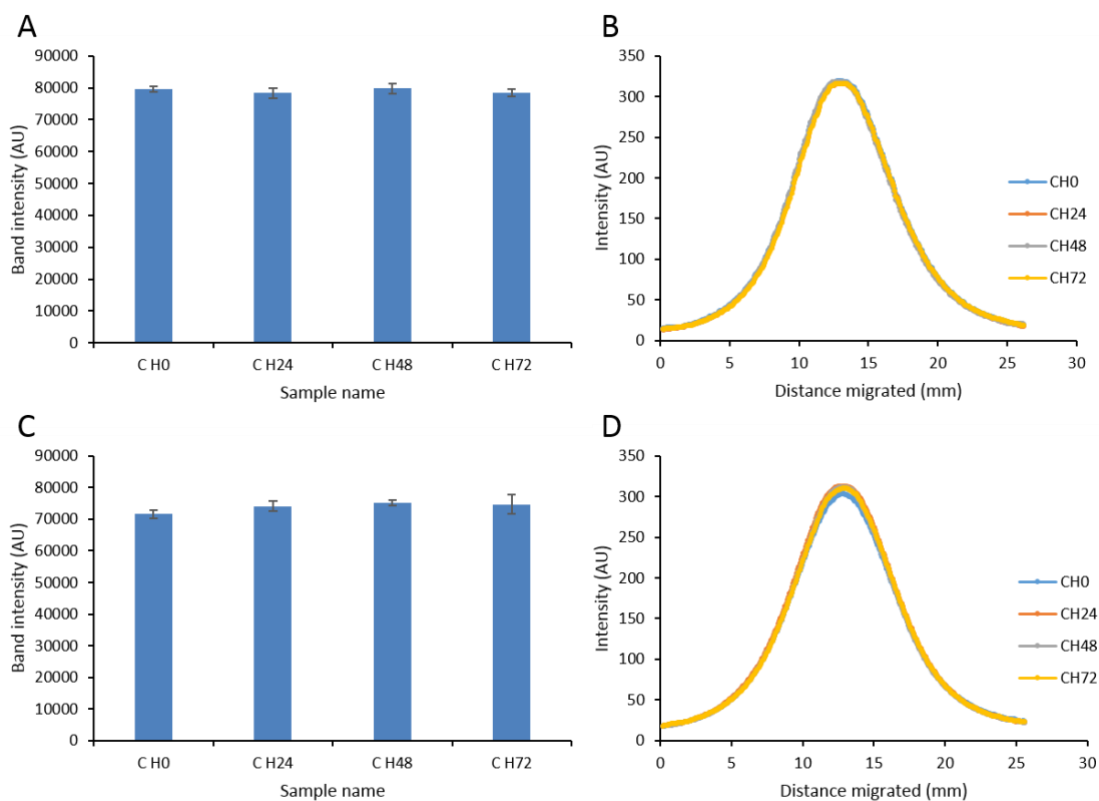 A
Band intensity (AU)
90000
80000
70000
60000
50000
40000
30000
20000
10000
0
C H0 C H24 C H48 C H72
Sample name
B
Intensity (AU)
350
300
250
200
150
100
50
0
0 5 10 15 20 25 30
Distance migrated (mm)
CH0
CH24
CH48
CH72
C
Band intensity (AU)
90000
80000
70000
60000
50000
40000
30000
20000
10000
0
C H0 C H24 C H48 C H72
Sample name
D
Intensity (AU)
350
300
250
200
150
100
50
0
0 5 10 15 20 25 30
Distance migrated (mm)
CH0
CH24
CH48
CH72